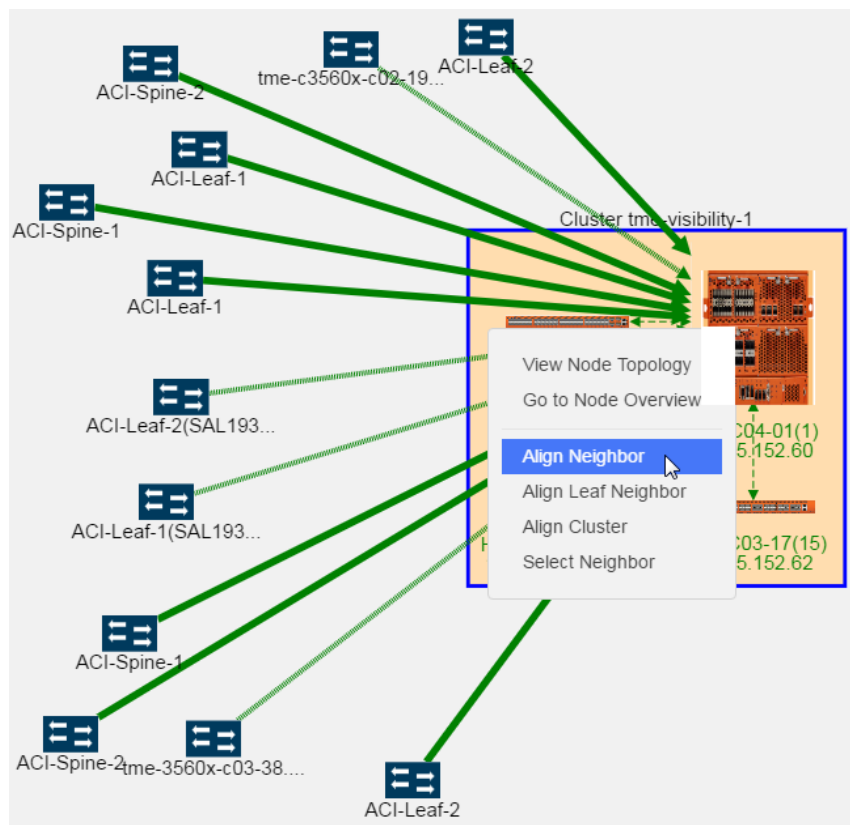 ACI-Leaf-2
ACI-Spine-2
tme-c3560x-c02-19...
ACI-Leaf-1
ACI-Spine-1
Cluster tme-visibility-1
ACI-Leaf-1
View Node Topology
Go to Node Overview
ACI-Leaf-2(SAL193...
C04-01(1)
5.152.60
Align Neighbor
Align Leaf Neighbor
ACI-Leaf-1(SAL193...
Align Cluster
H
C03-17(15)
5.152.62
Select Neighbor
ACI-Spine-1
ACI-Spine-2
tme-3560x-c03-38....
ACI-Leaf-2